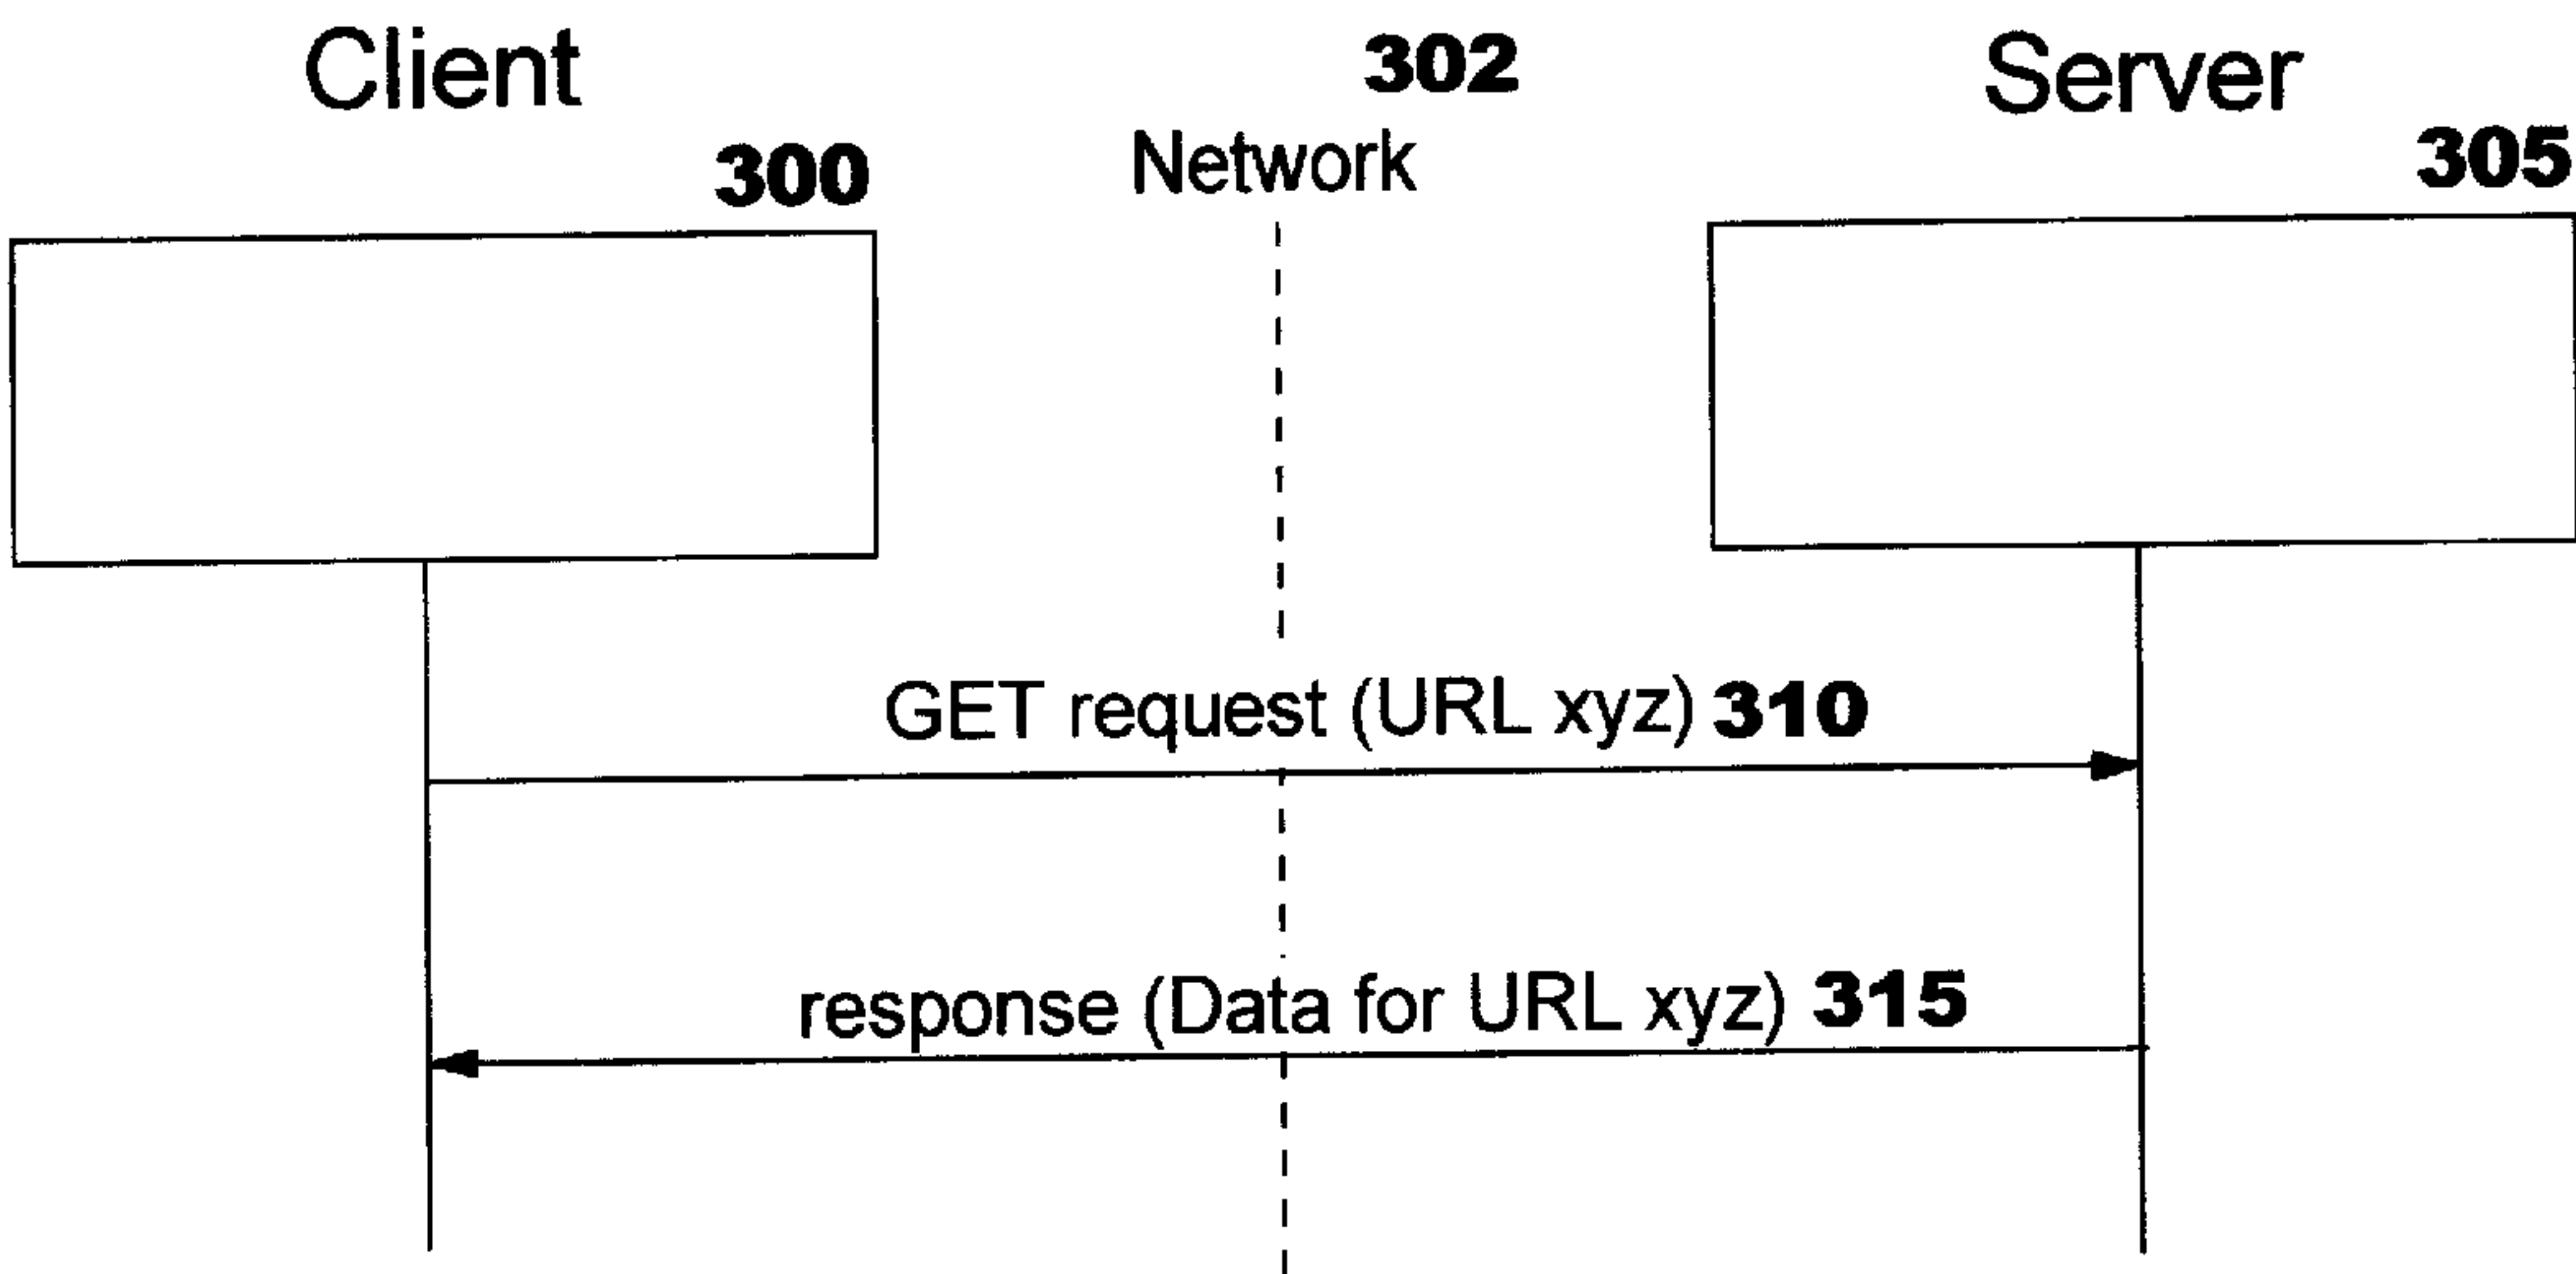 Client
302
Server
300
Network
305
GET request (URL xyz) 310
response (Data for URL xyz) 315